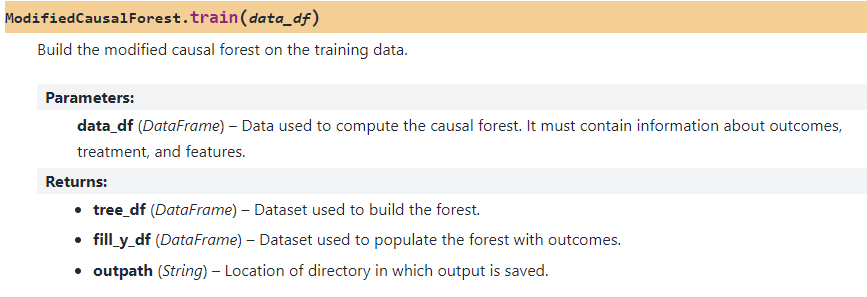 ModifiedCausalForest.train(data_df)
Build the modified causal forest on the training data.
Parameters:
data_df (DataFrame) – Data used to compute the causal forest. It must contain information about outcomes,
treatment, and features.
Returns:
• tree_df (DataFrame) – Dataset used to build the forest.
• fill_y_df (DataFrame) – Dataset used to populate the forest with outcomes.
• outpath (String) – Location of directory in which output is saved.